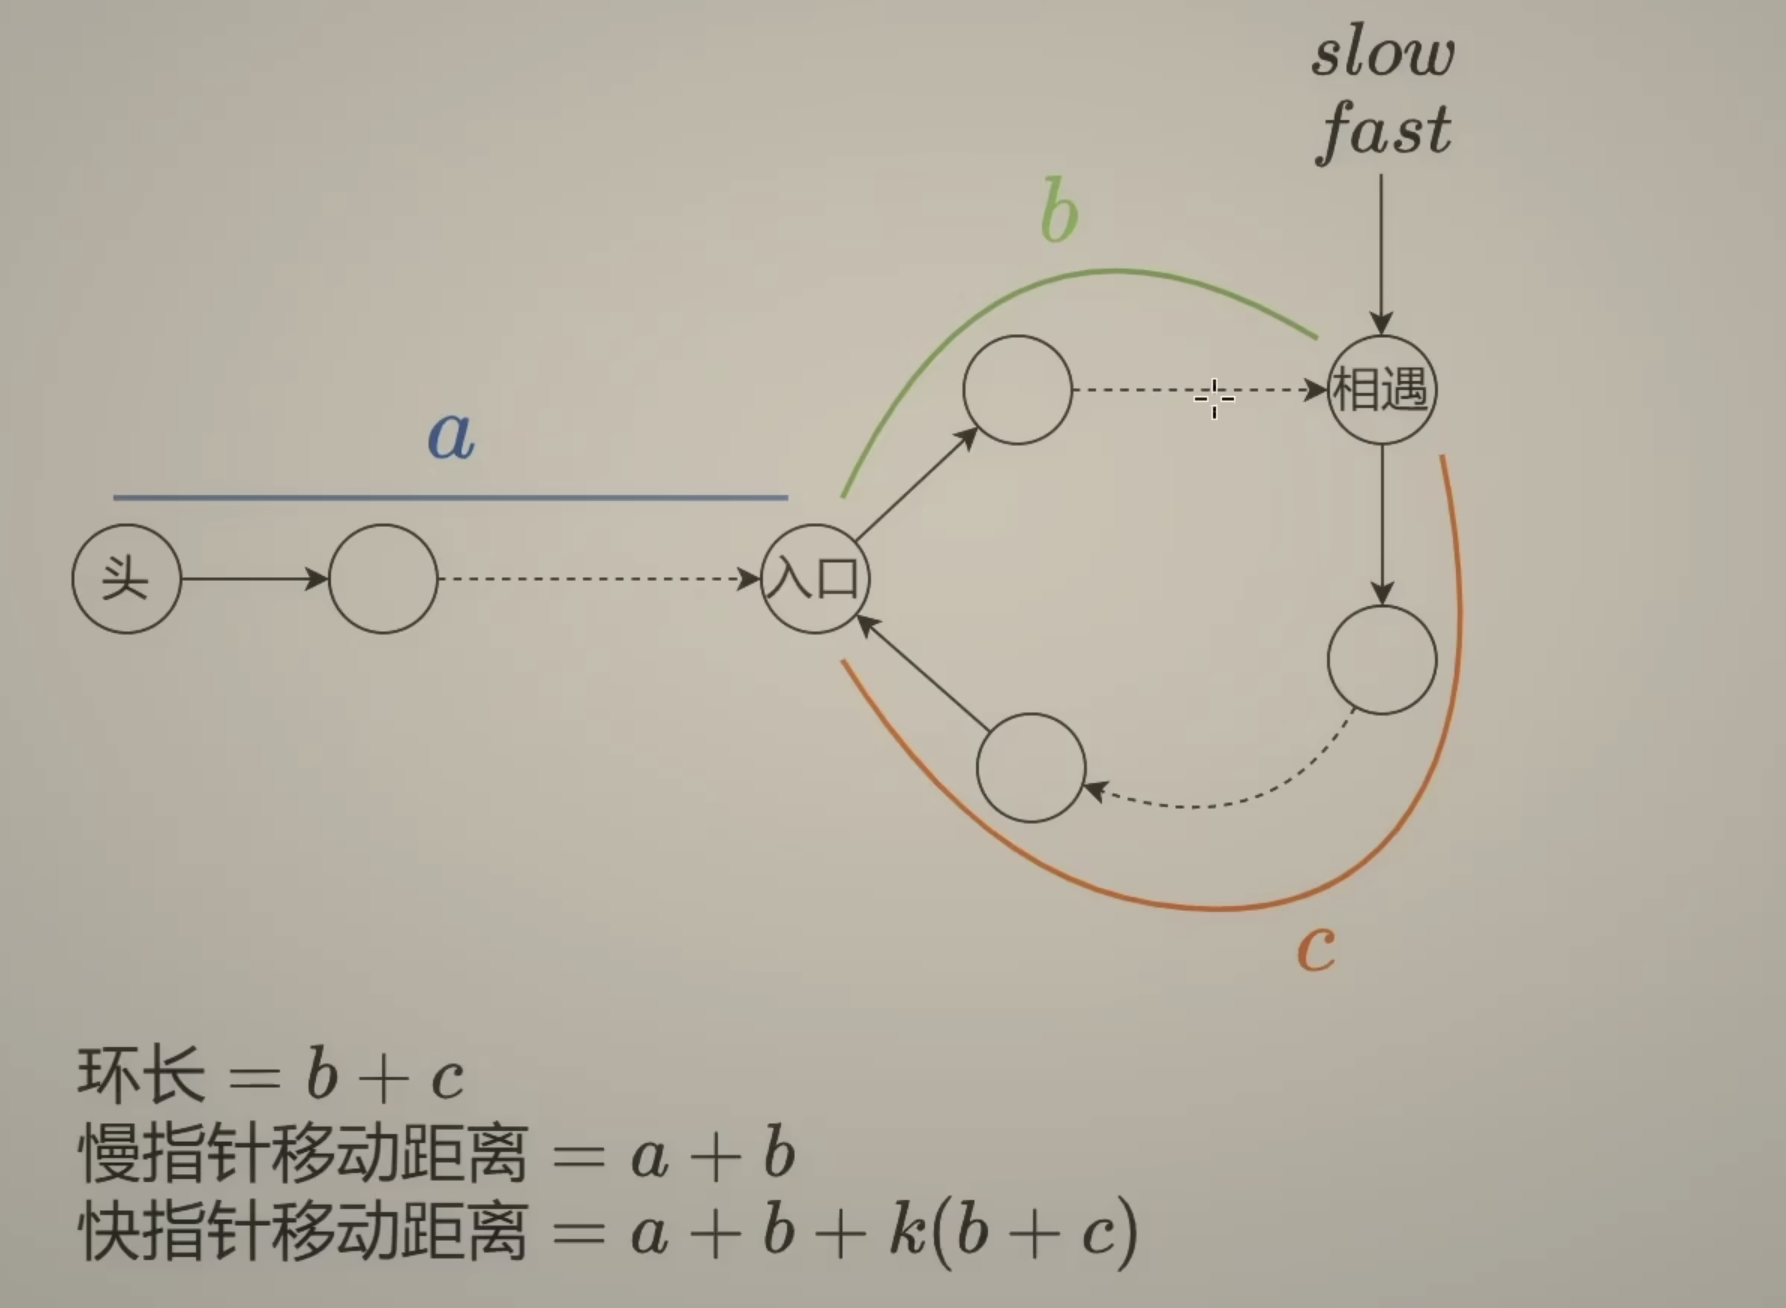 slow
fast
b
a
相遇
头
入口
c
环长 = b + c
慢指针移动距离 = a + b
快指针移动距离 = a + b + k(b + c)